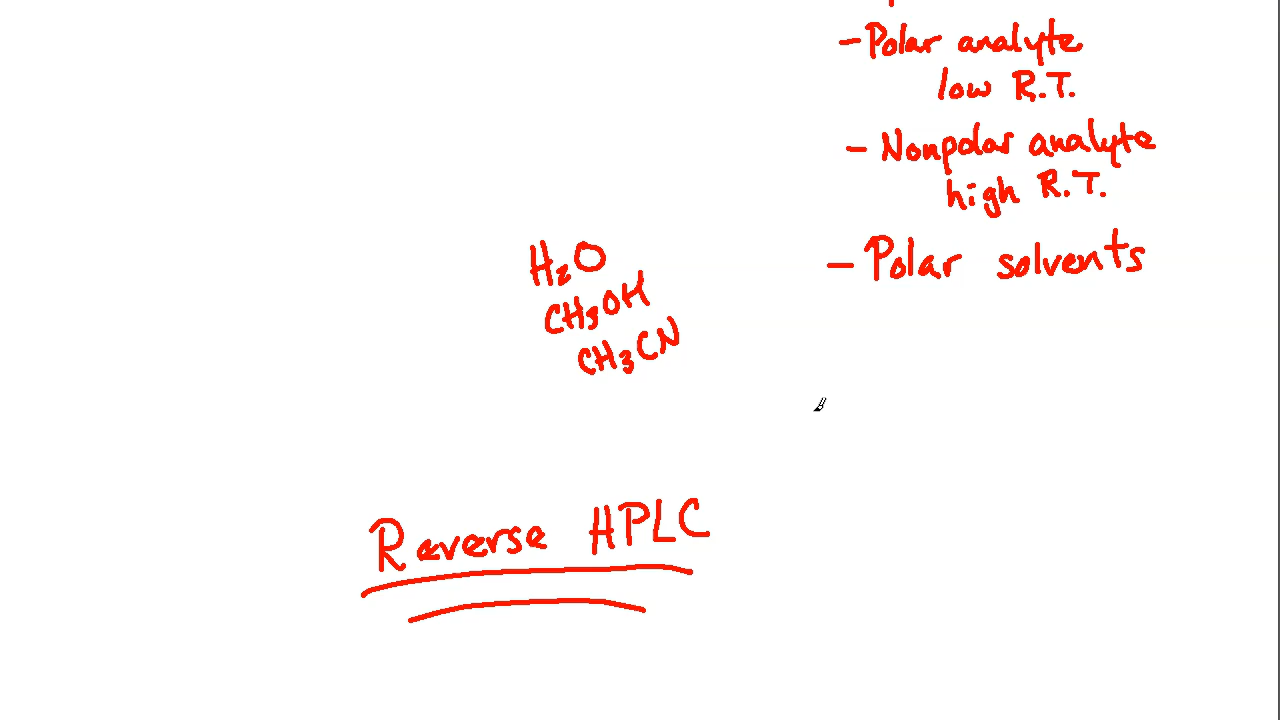 - Polar analyte
low R.T.
- Nonpolar analyte
high R.T.
- Polar solvents
H₂O
CH₃OH
CH₃CN
Reverse HPLC